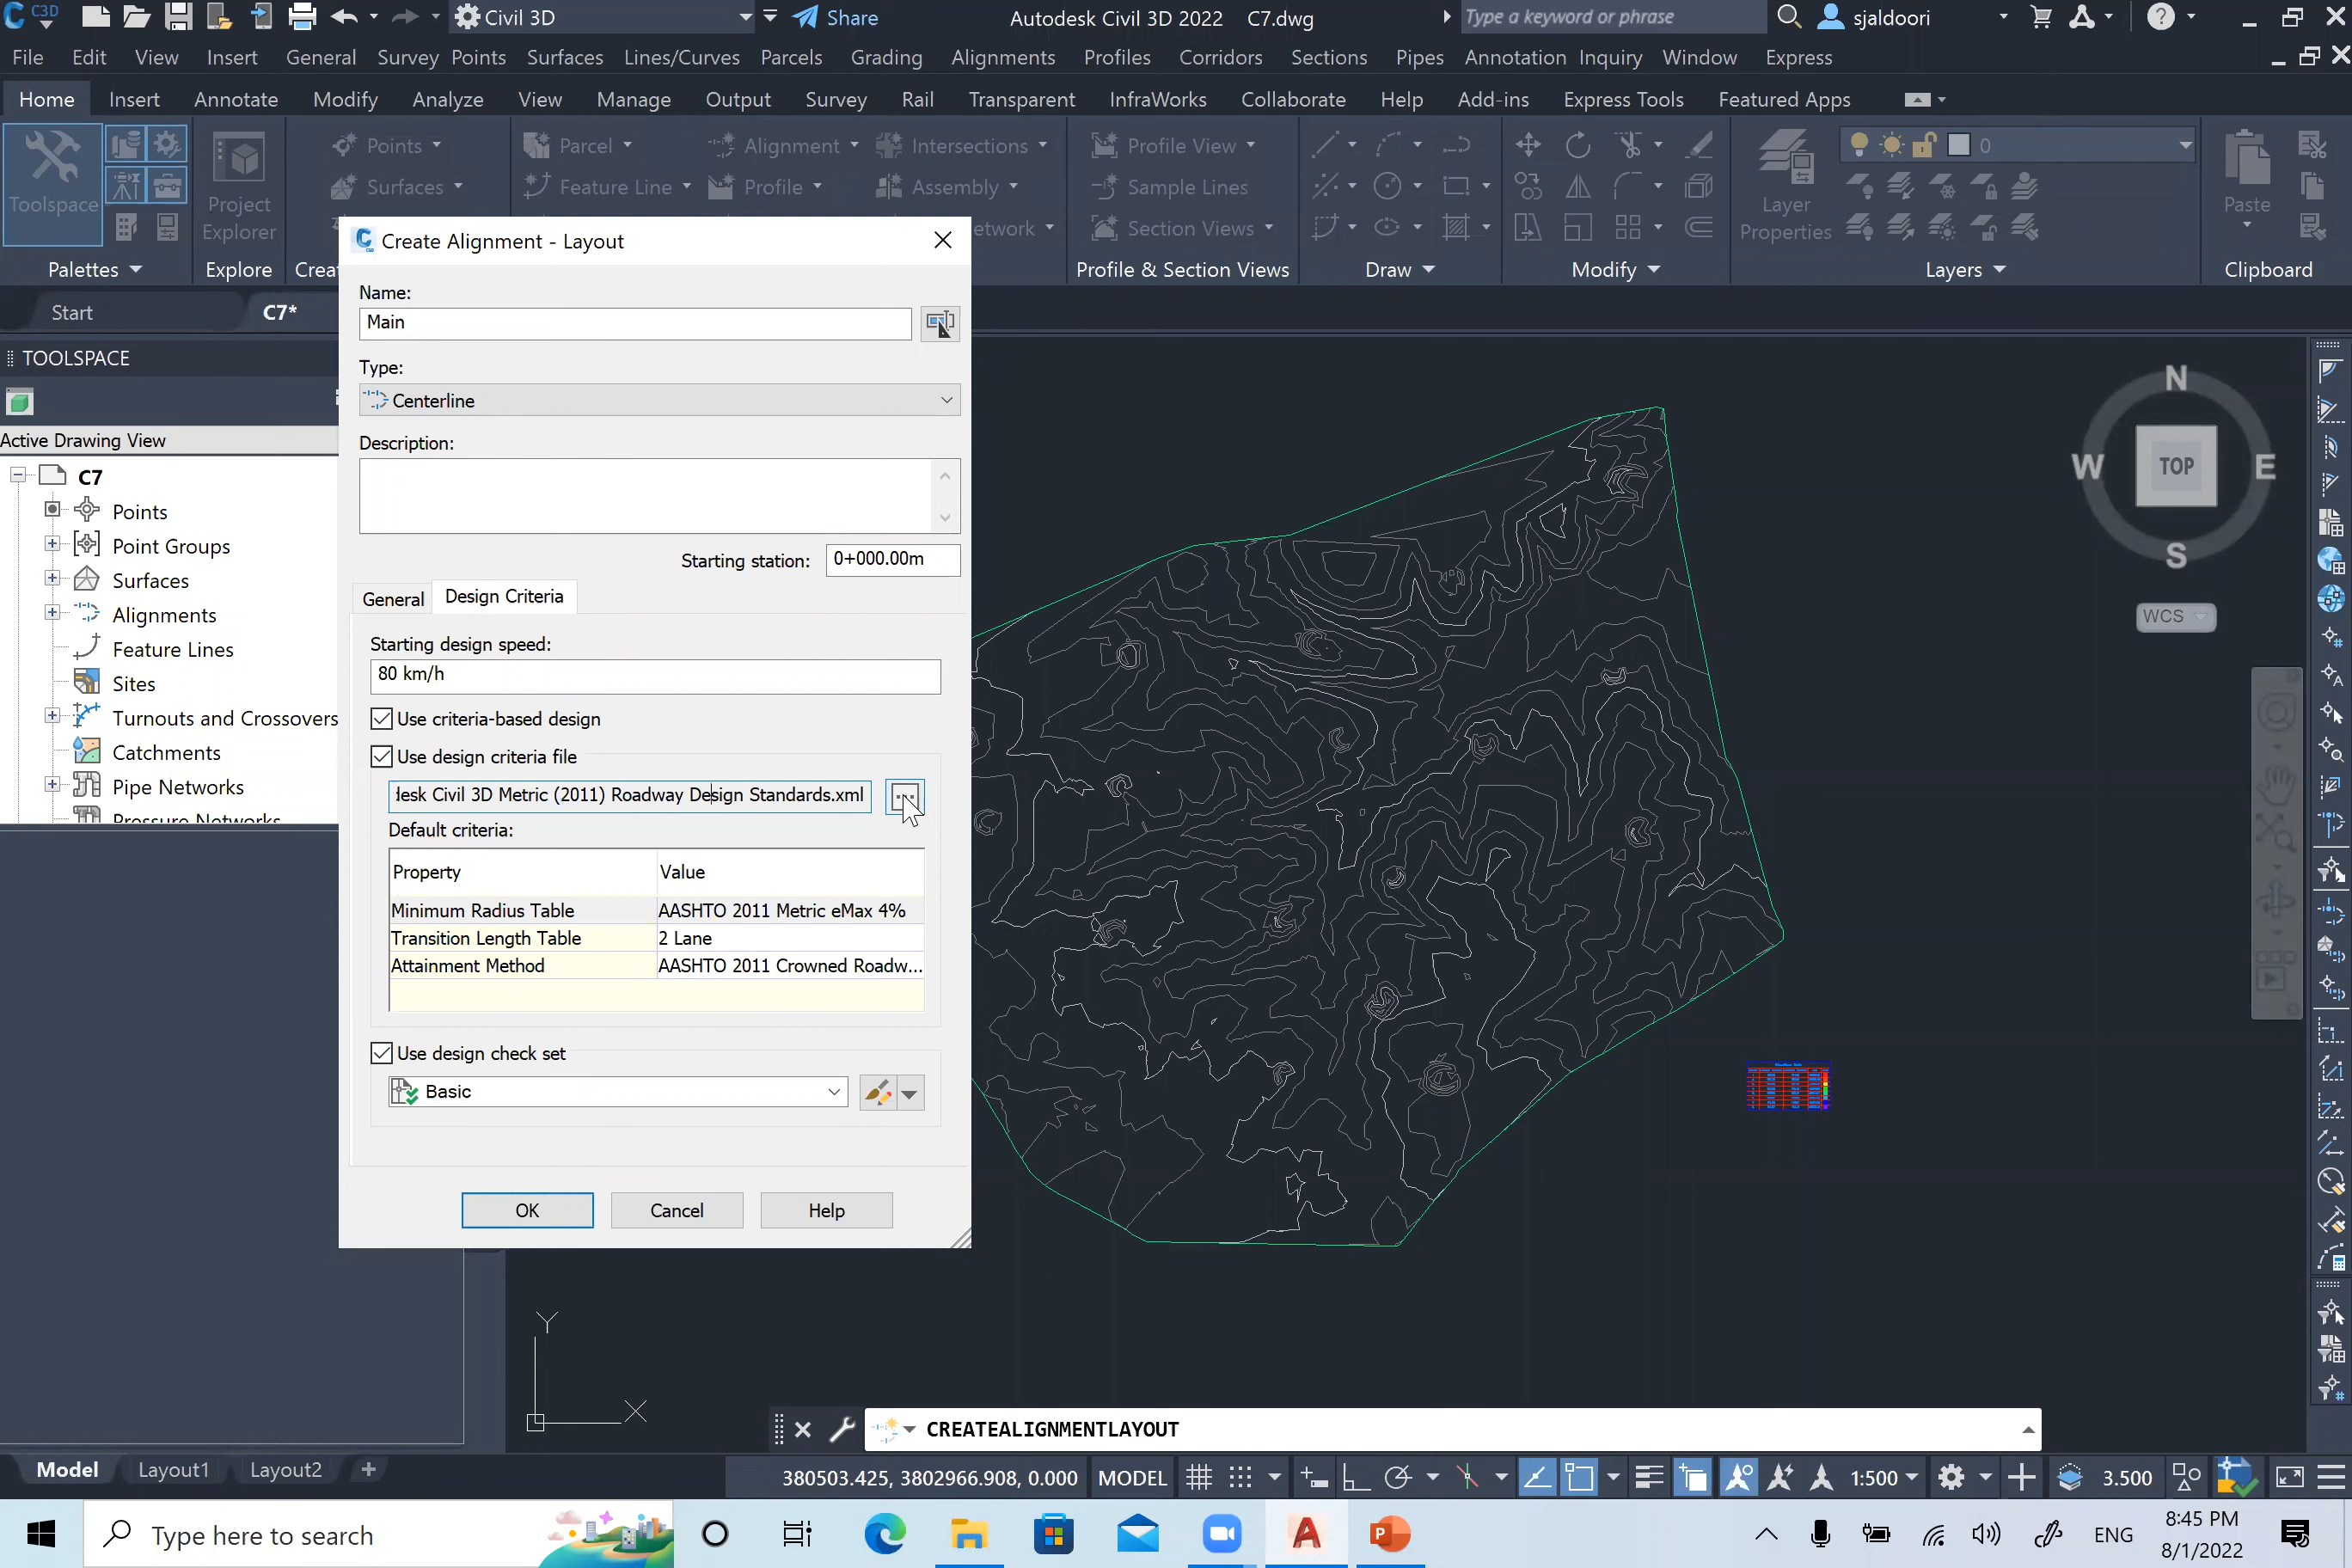 C3D
Civil 3D
Share
Autodesk Civil 3D 2022 C7.dwg
Type a keyword or phrase
sjaldoori
File Edit View Insert General Survey Points Surfaces Lines/Curves Parcels Grading Alignments Profiles Corridors Sections Pipes Annotation Inquiry Window Express
Home Insert Annotate Modify Analyze View Manage Output Survey Rail Transparent InfraWorks Collaborate Help Add-ins Express Tools Featured Apps
Points Parcel Alignment Intersections Profile View 0
Surfaces Feature Line Profile Assembly Sample Lines
Toolspace Project Explorer Section Views Layer Properties Paste
Palettes Explore Profile & Section Views Draw Modify Layers Clipboard
Start C7*
TOOLSPACE
Active Drawing View
C7
Points
Point Groups
Surfaces
Alignments
Feature Lines
Sites
Turnouts and Crossovers
Catchments
Pipe Networks
Pressure Networks
Create Alignment - Layout
Name:
Main
Type:
Centerline
Description:
Starting station: 0+000.00m
General Design Criteria
Starting design speed:
80 km/h
Use criteria-based design
Use design criteria file
desk Civil 3D Metric (2011) Roadway Design Standards.xml
Default criteria:
Property Value
Minimum Radius Table AASHTO 2011 Metric eMax 4%
Transition Length Table 2 Lane
Attainment Method AASHTO 2011 Crowned Roadw...
Use design check set
Basic
OK Cancel Help
N
W TOP E
S
WCS
Y
X
CREATEALIGNMENTLAYOUT
Model Layout1 Layout2 +
380503.425, 3802966.908, 0.000 MODEL 1:500 3.500
Type here to search
ENG
8:45 PM
8/1/2022